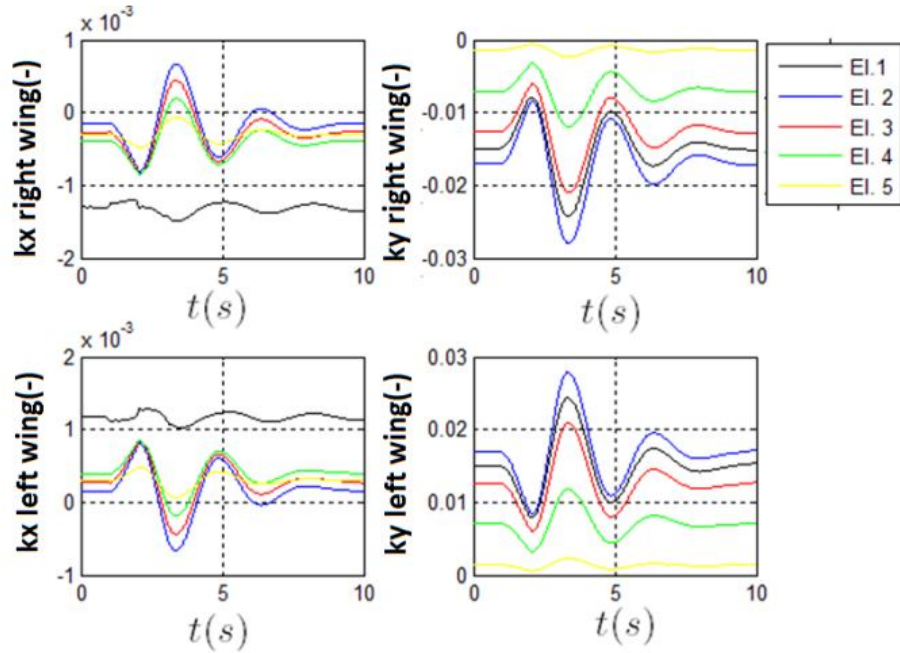 x 10⁻³
1
0
-1
-2
kx right wing(-)
0 5 10
t(s)
0
-0.01
-0.02
-0.03
ky right wing(-)
0 5 10
t(s)
El.1
El. 2
El. 3
El. 4
El. 5
x 10⁻³
2
1
0
-1
kx left wing(-)
0 5 10
t(s)
0.03
0.02
0.01
0
ky left wing(-)
0 5 10
t(s)